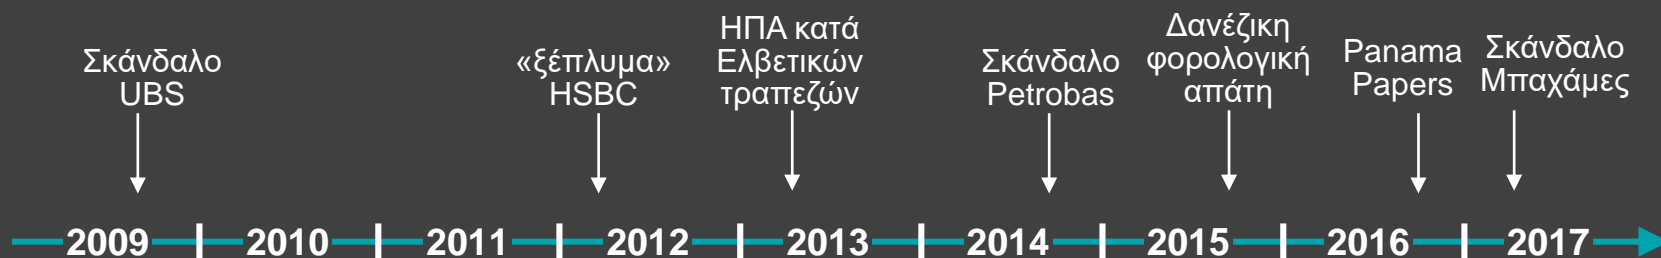 Σκάνδαλο
UBS
«ξέπλυμα»
HSBC
ΗΠΑ κατά
Ελβετικών
τραπεζών
Σκάνδαλο
Petrobas
Δανέζικη
φορολογική
απάτη
Panama
Papers
Σκάνδαλο
Μπαχάμες
2009 2010 2011 2012 2013 2014 2015 2016 2017